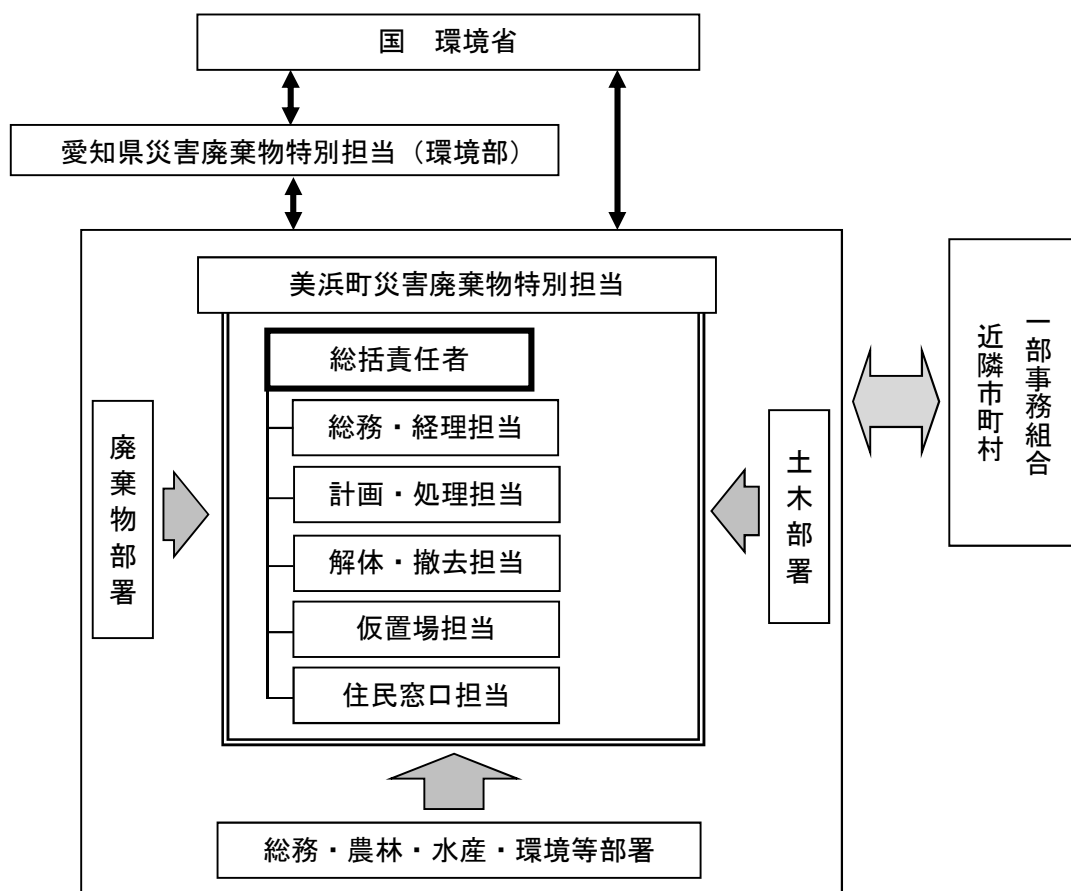 国　環境省
愛知県災害廃棄物特別担当（環境部）
美浜町災害廃棄物特別担当
総括責任者
総務・経理担当
計画・処理担当
解体・撤去担当
仮置場担当
住民窓口担当
廃棄物部署
土木部署
総務・農林・水産・環境等部署
一部事務組合
近隣市町村